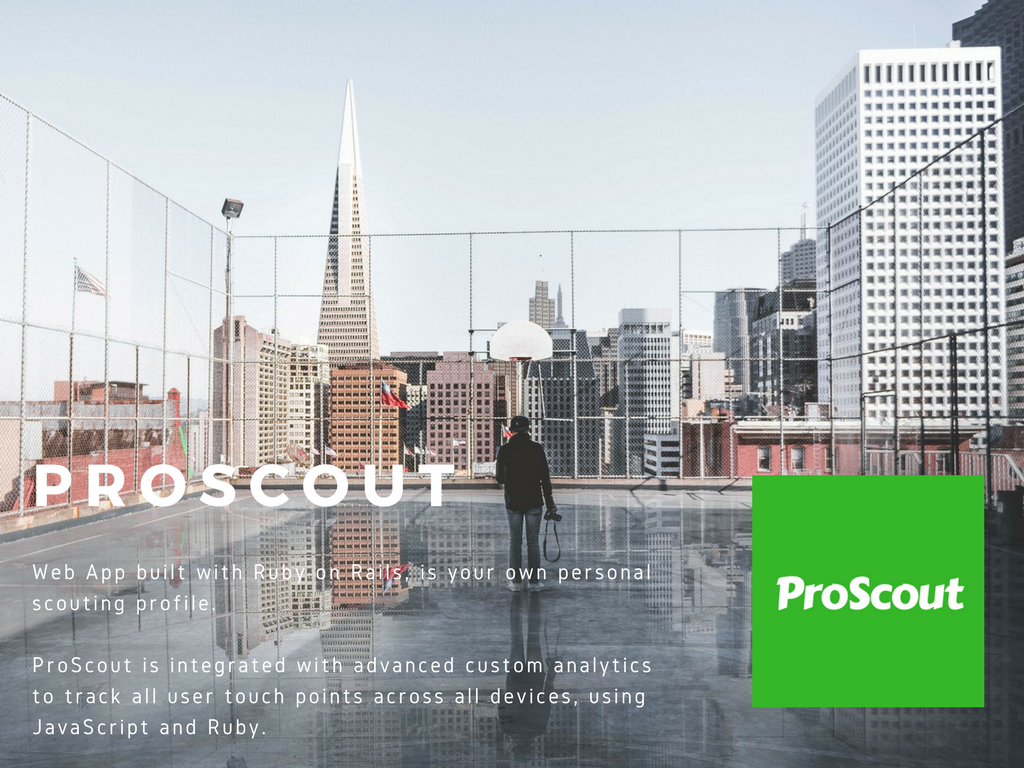 PROSCOUT
Web App built with Ruby on Rails, is your own personal
scouting profile.
ProScout is integrated with advanced custom analytics
to track all user touch points across all devices, using
JavaScript and Ruby.
ProScout